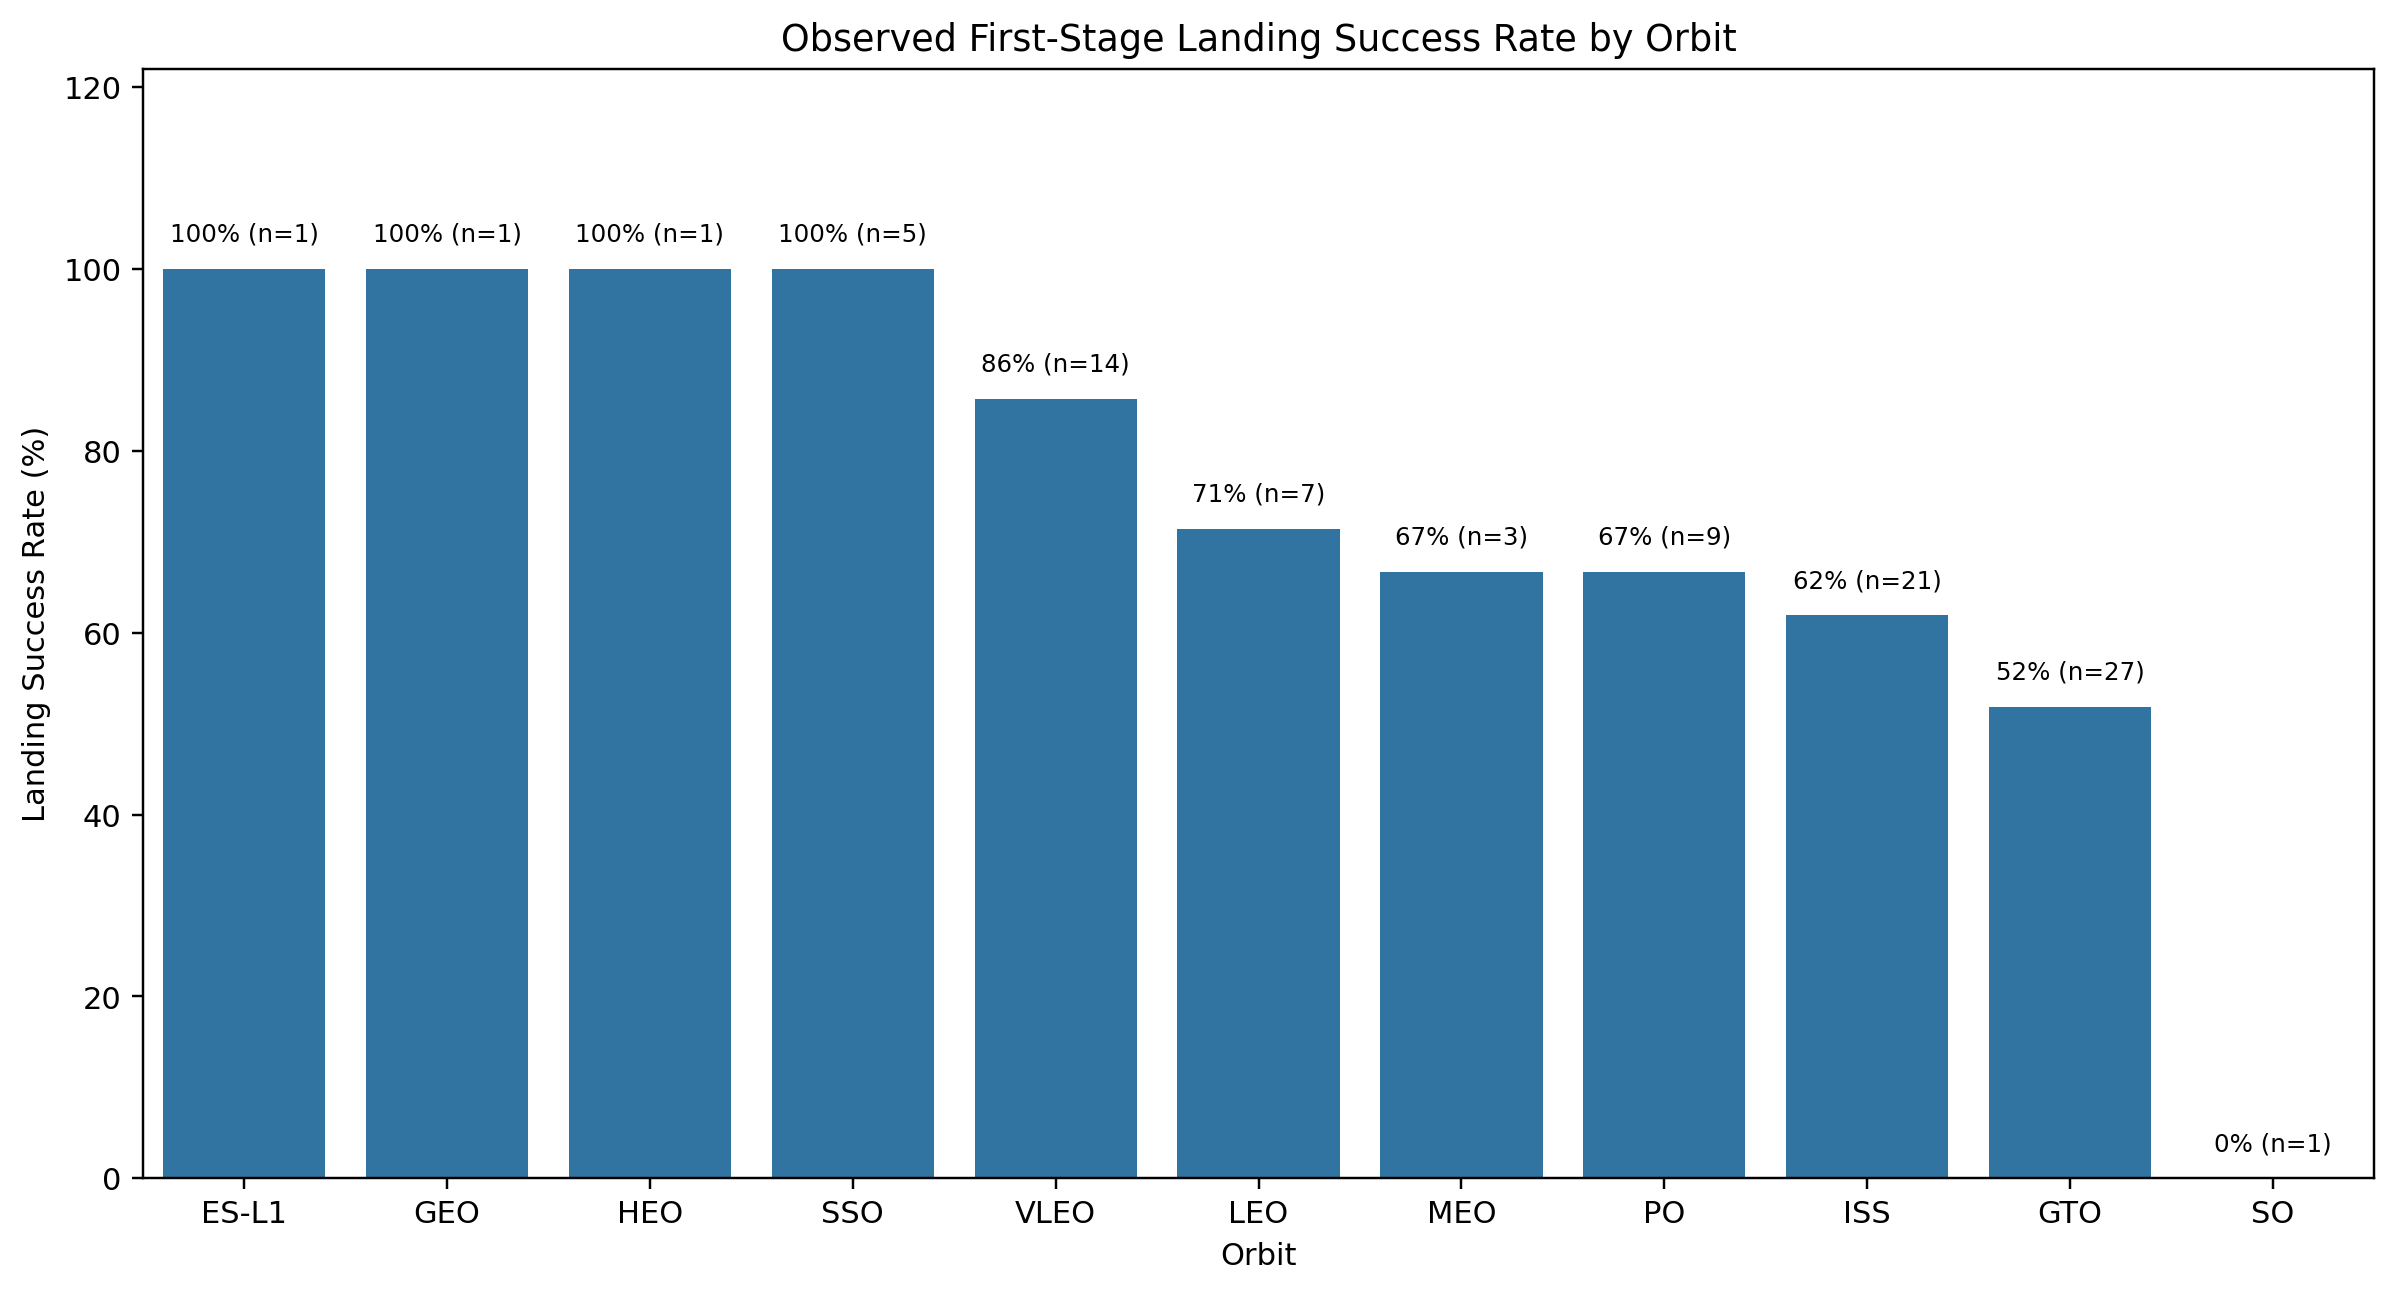 Observed First-Stage Landing Success Rate by Orbit
Landing Success Rate (%)
120
100
80
60
40
20
0
100% (n=1)
100% (n=1)
100% (n=1)
100% (n=5)
86% (n=14)
71% (n=7)
67% (n=3)
67% (n=9)
62% (n=21)
52% (n=27)
0% (n=1)
ES-L1
GEO
HEO
SSO
VLEO
LEO
MEO
PO
ISS
GTO
SO
Orbit